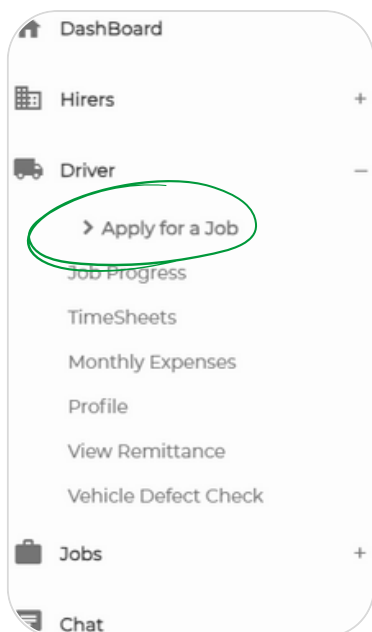 DashBoard
Hirers +
Driver –
> Apply for a Job
Job Progress
TimeSheets
Monthly Expenses
Profile
View Remittance
Vehicle Defect Check
Jobs +
Chat